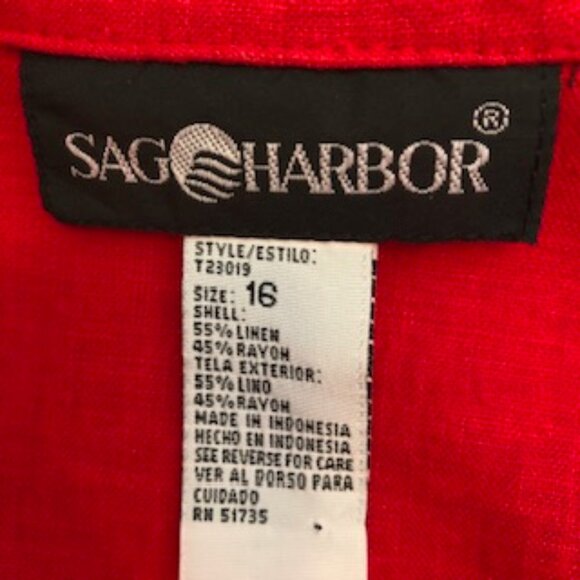 SAG HARBOR®
STYLE/ESTILO:
T23019
SIZE: 16
SHELL:
55% LINEN
45% RAYON
TELA EXTERIOR:
55% LINO
45% RAYON
MADE IN INDONESIA
HECHO EN INDONESIA
SEE REVERSE FOR CARE
VER AL DORSO PARA
CUIDADO
RN 51735